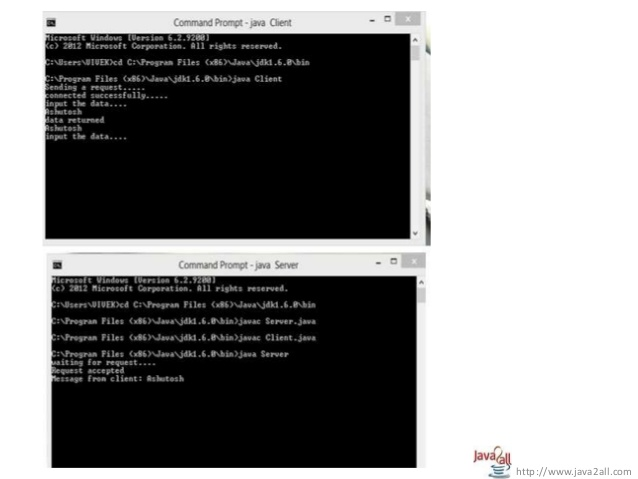 Command Prompt - java Client
Microsoft Windows [Version 6.2.9200]
(c) 2012 Microsoft Corporation. All rights reserved.
C:\Users\VIVEK>cd C:\Program Files (x86)\Java\jdk1.6.0\bin
C:\Program Files (x86)\Java\jdk1.6.0\bin>java Client
Sending a request.....
connected successfully.....
input the data....
Ashutosh
data returned
Ashutosh
input the data....
Command Prompt - java Server
Microsoft Windows [Version 6.2.9200]
(c) 2012 Microsoft Corporation. All rights reserved.
C:\Users\VIVEK>cd C:\Program Files (x86)\Java\jdk1.6.0\bin
C:\Program Files (x86)\Java\jdk1.6.0\bin>javac Server.java
C:\Program Files (x86)\Java\jdk1.6.0\bin>javac Client.java
C:\Program Files (x86)\Java\jdk1.6.0\bin>java Server
waiting for request....
Request accepted
Message from client: Ashutosh
Java2all
http://www.java2all.com